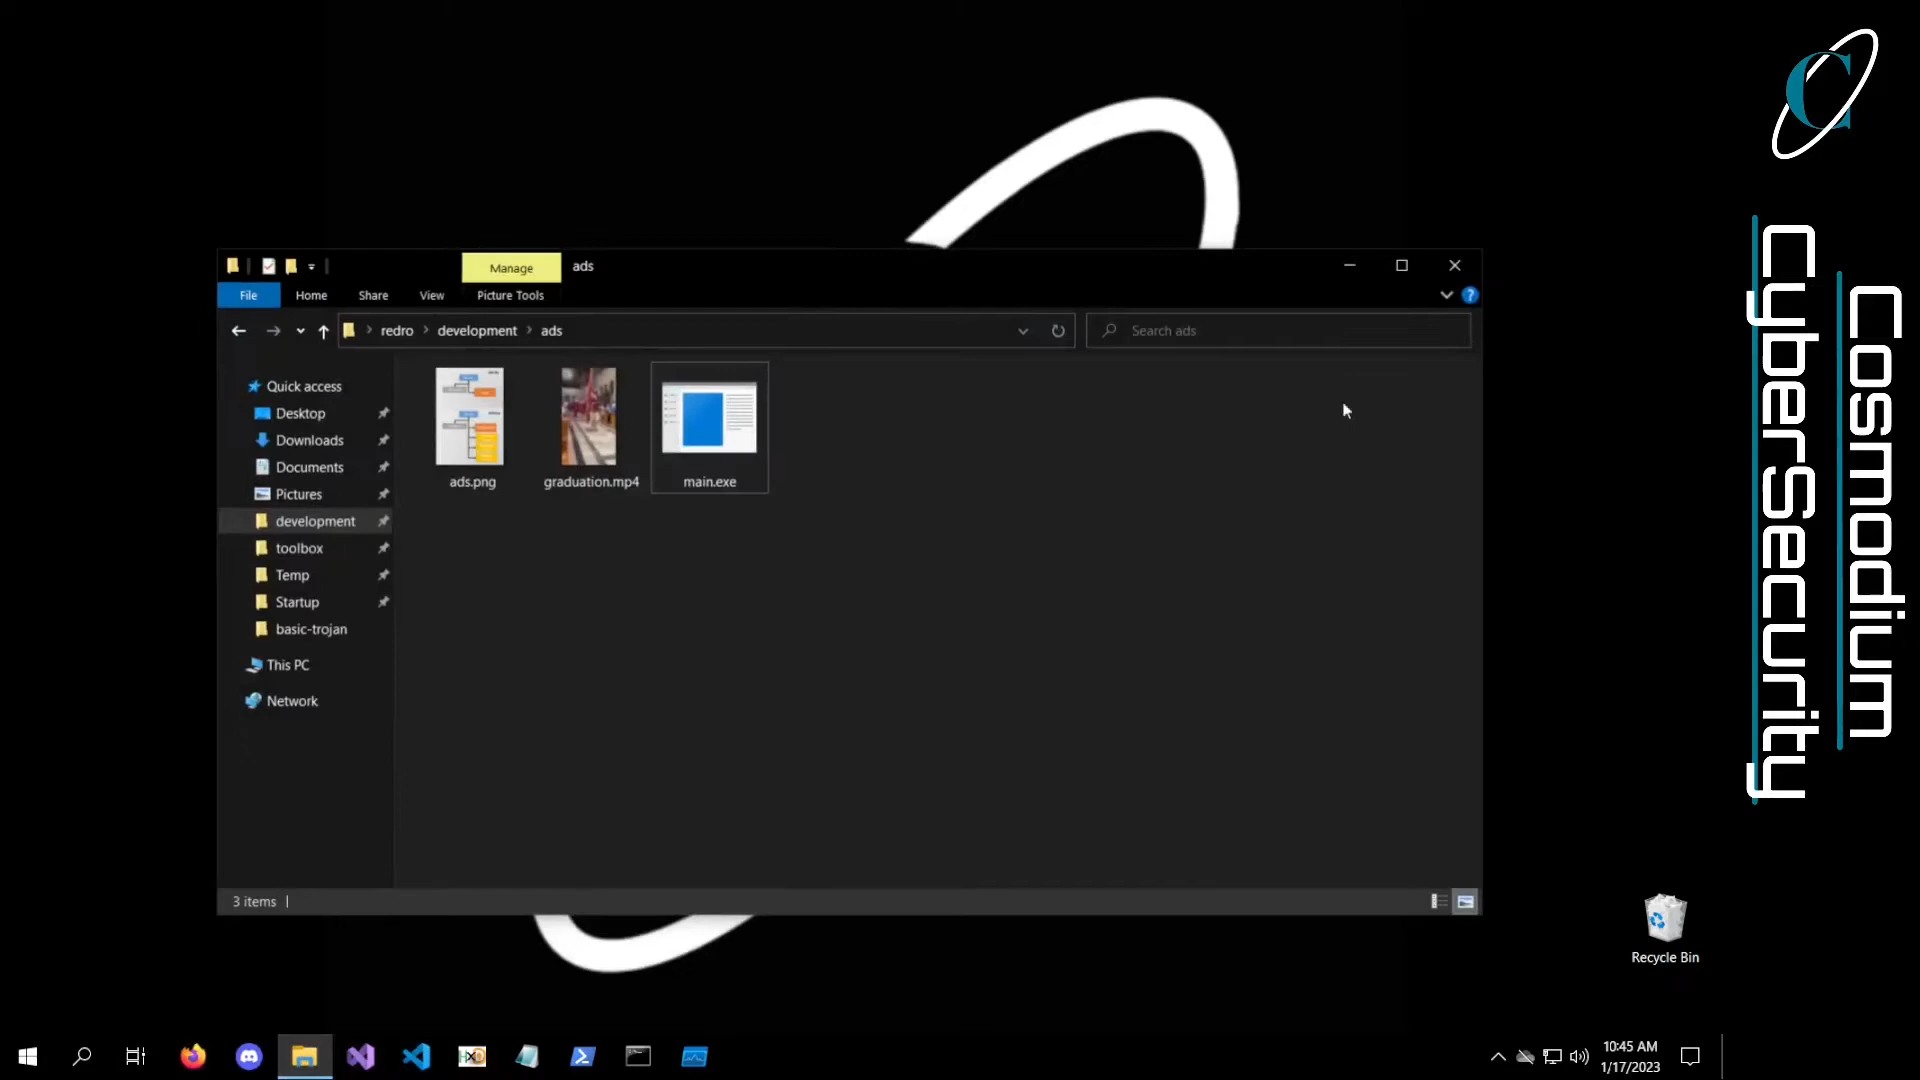 Manage
ads
File
Home
Share
View
Picture Tools
redro
development
ads
Search ads
Quick access
Desktop
Downloads
Documents
Pictures
development
toolbox
Temp
Startup
basic-trojan
This PC
Network
ads.png
graduation.mp4
main.exe
3 items
Cosmodium
CyberSecurity
Recycle Bin
10:45 AM
1/17/2023